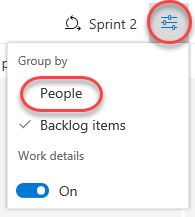 Sprint 2
Group by
People
Backlog items
Work details
On